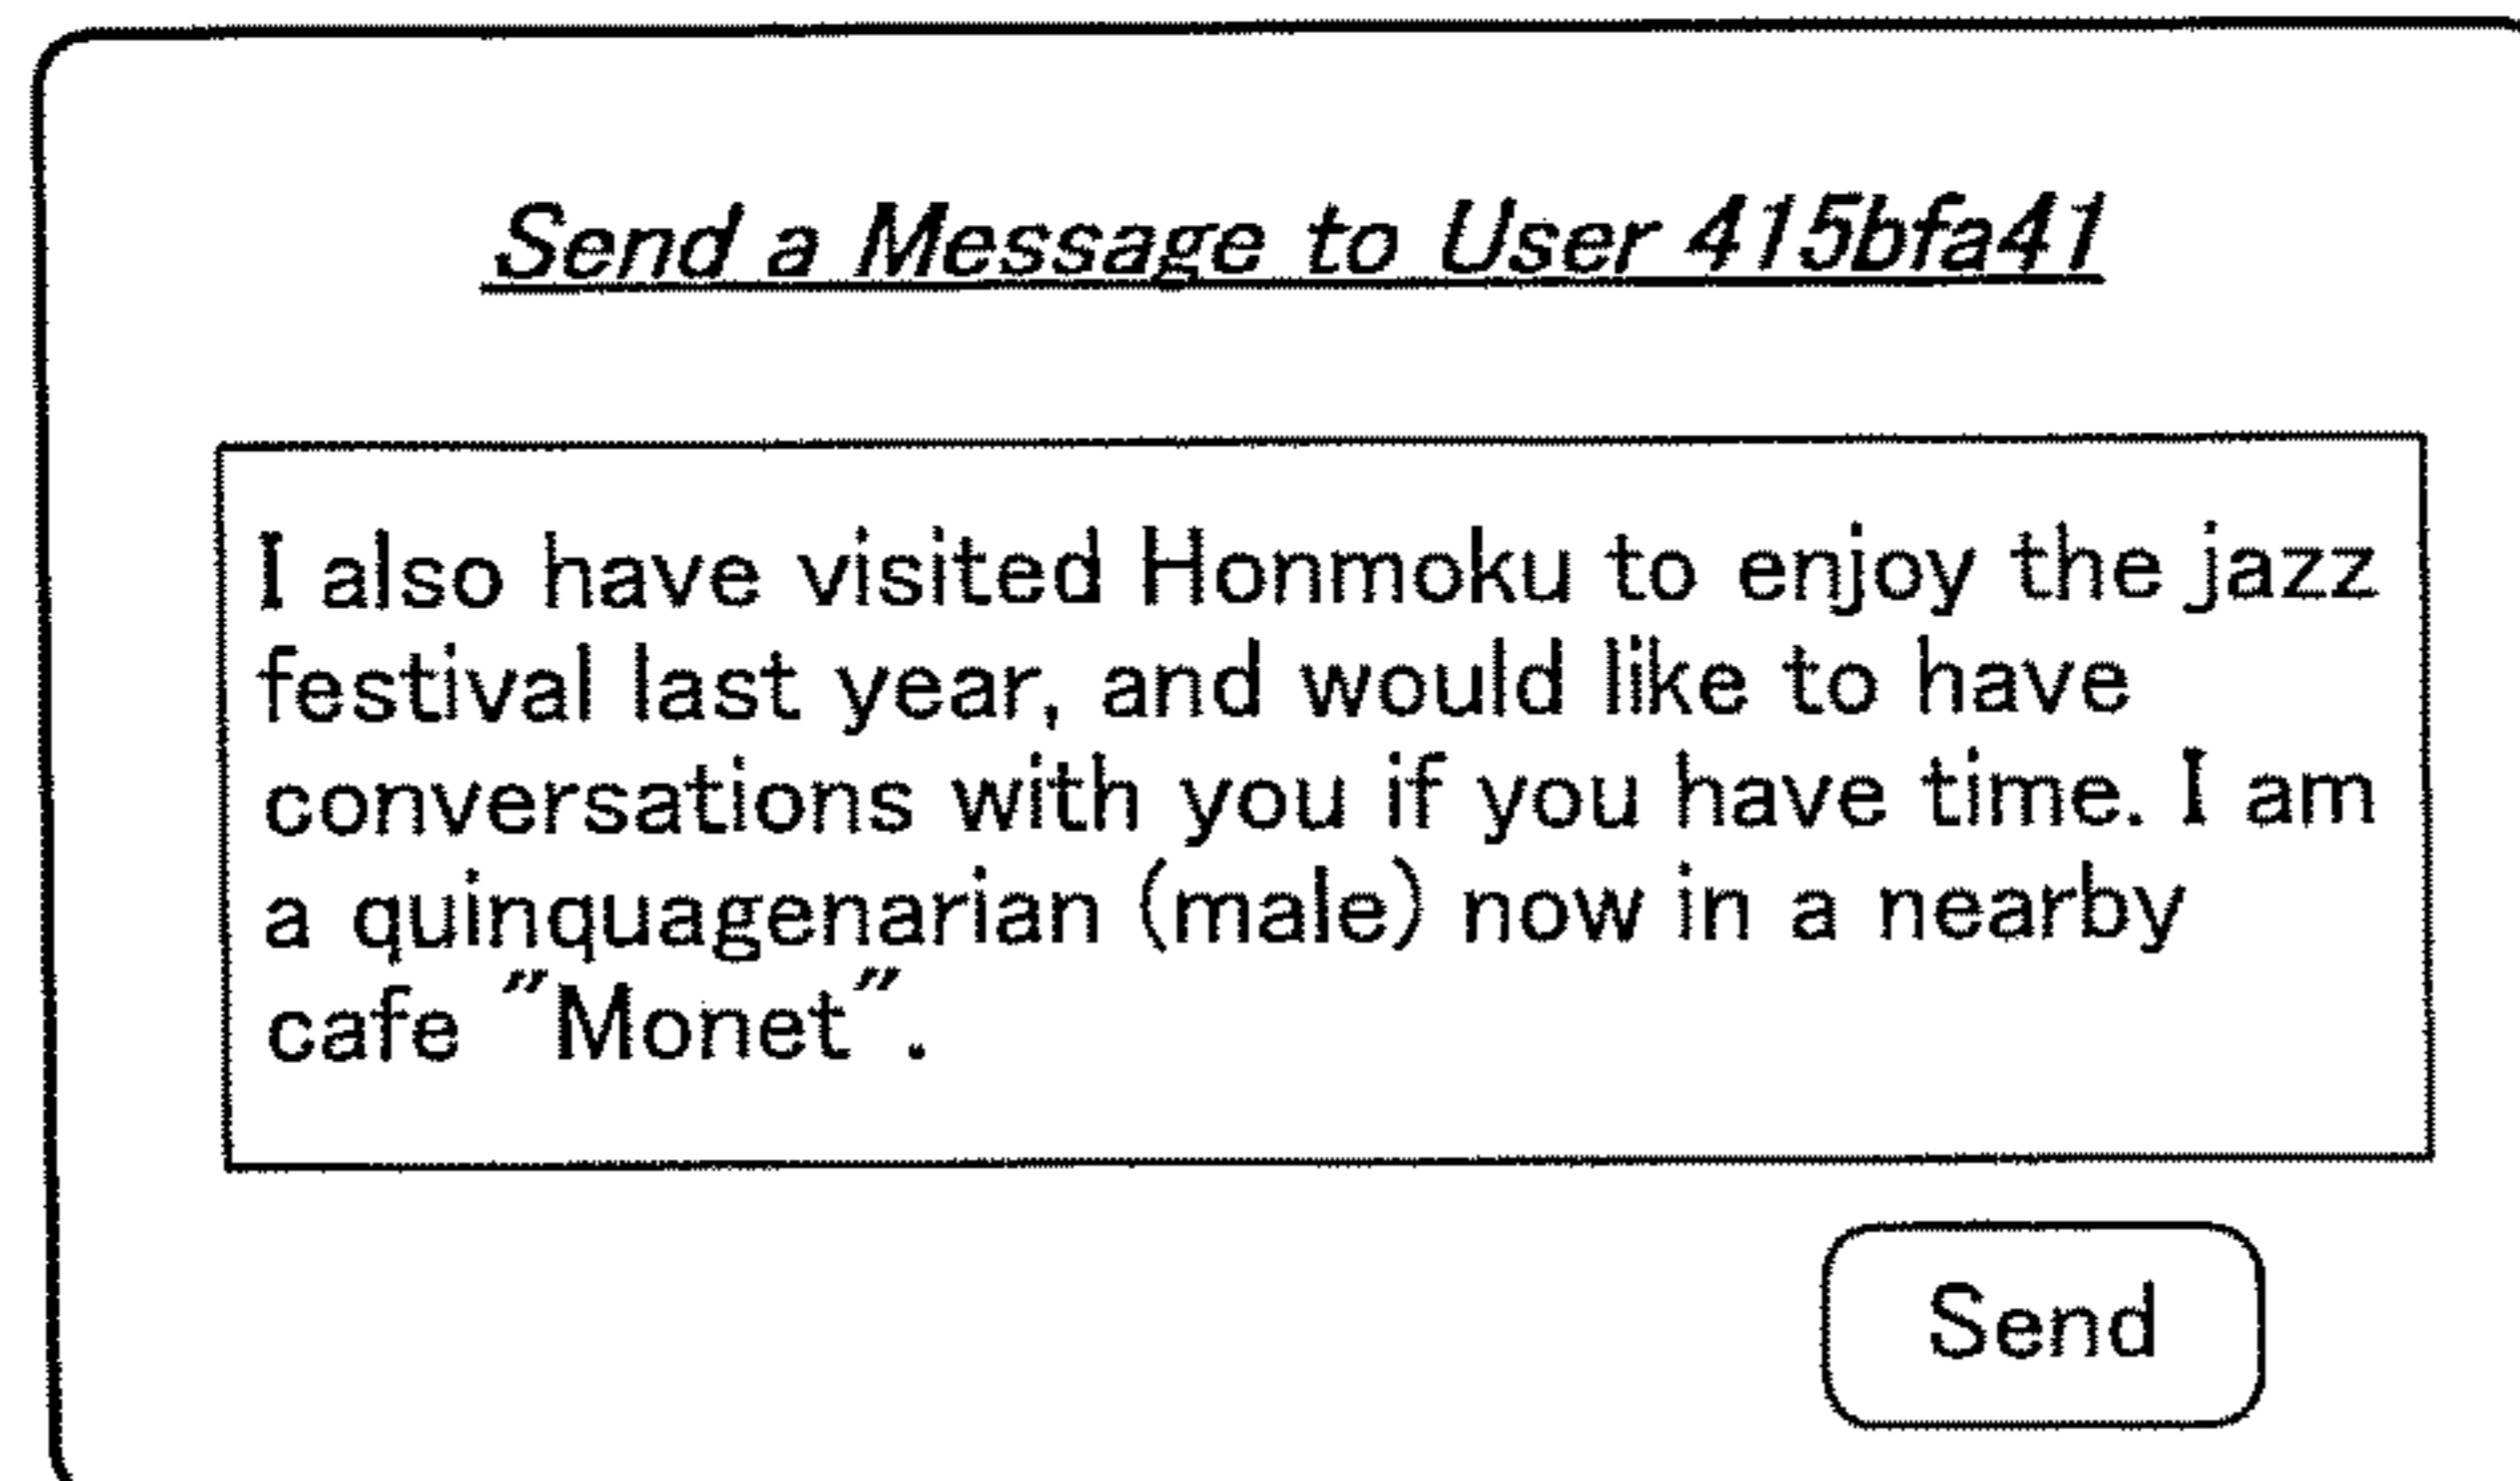 Send a Message to User 415bfa41
I also have visited Honmoku to enjoy the jazz
festival last year, and would like to have
conversations with you if you have time. I am
a quinquagenarian (male) now in a nearby
cafe "Monet".
Send